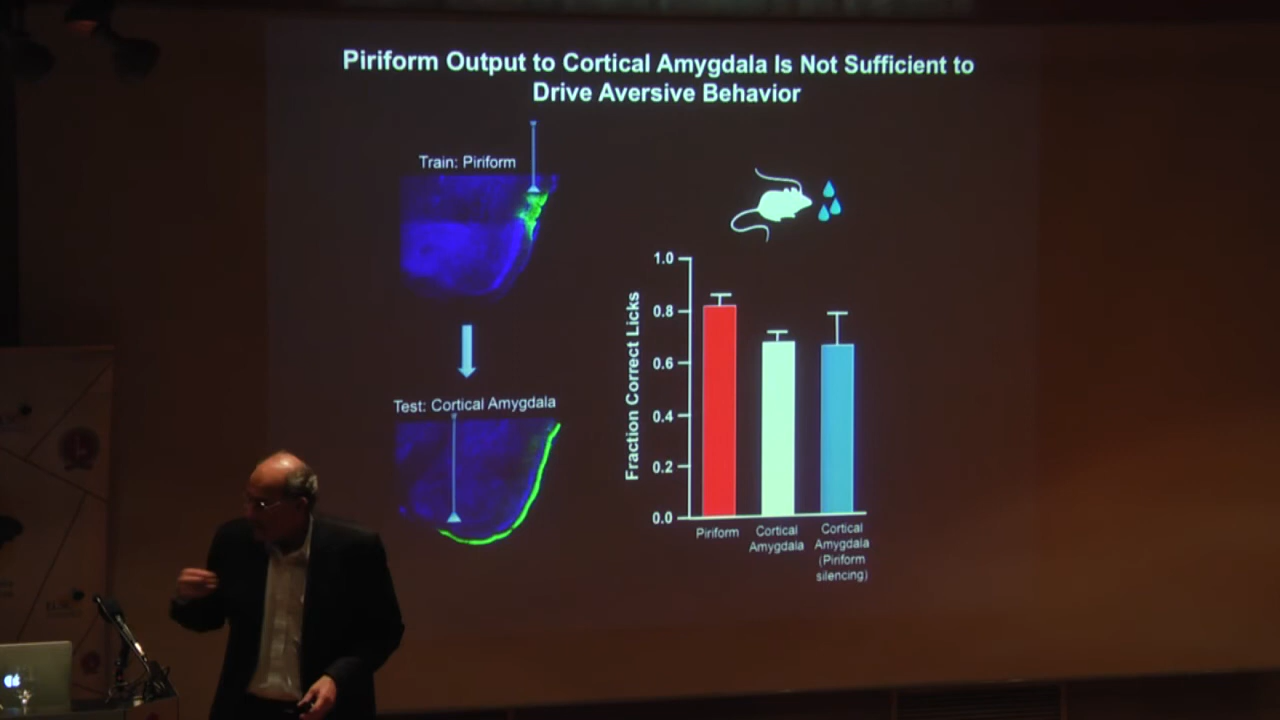 Piriform Output to Cortical Amygdala Is Not Sufficient to
Drive Aversive Behavior
Train: Piriform
Test: Cortical Amygdala
Fraction Correct Licks
1.0
0.8
0.6
0.4
0.2
0.0
Piriform
Cortical
Amygdala
Cortical
Amygdala
(Piriform
silencing)